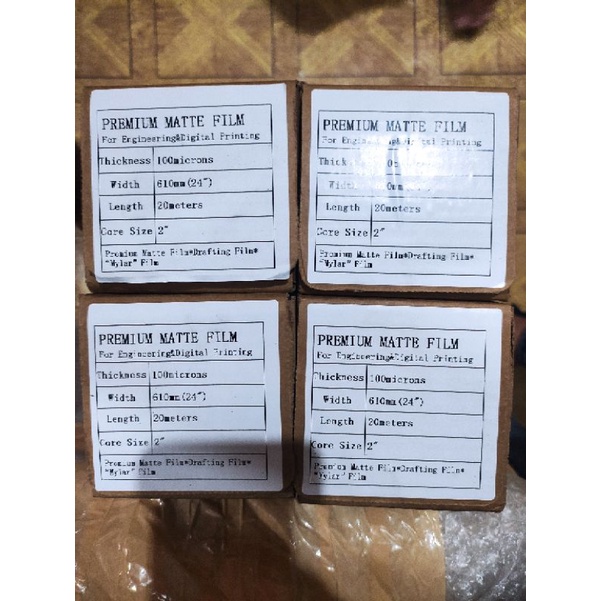 PREMIUM MATTE FILM
For Engineering&Digital Printing
Thickness 100microns
Width 610mm(24")
Length 20meters
Core Size 2"
Premium Matte Film*Drafting Film*
"Mylar" Film
PREMIUM MATTE FILM
For Printing
Thick
Width
Length 20meters
Core Size 2"
Premium Matte Film*Drafting Film*
"Mylar" Film
PREMIUM MATTE FILM
For Engineering&Digital Printing
Thickness 100microns
Width 610mm(24")
Length 20meters
Core Size 2"
Premium Matte Film*Drafting Film*
"Mylar" Film
PREMIUM MATTE FILM
For Engineering&Digital Printing
Thickness 100microns
Width 610mm(24")
Length 20meters
Core Size 2"
Premium Matte Film*Drafting Film*
"Mylar" Film